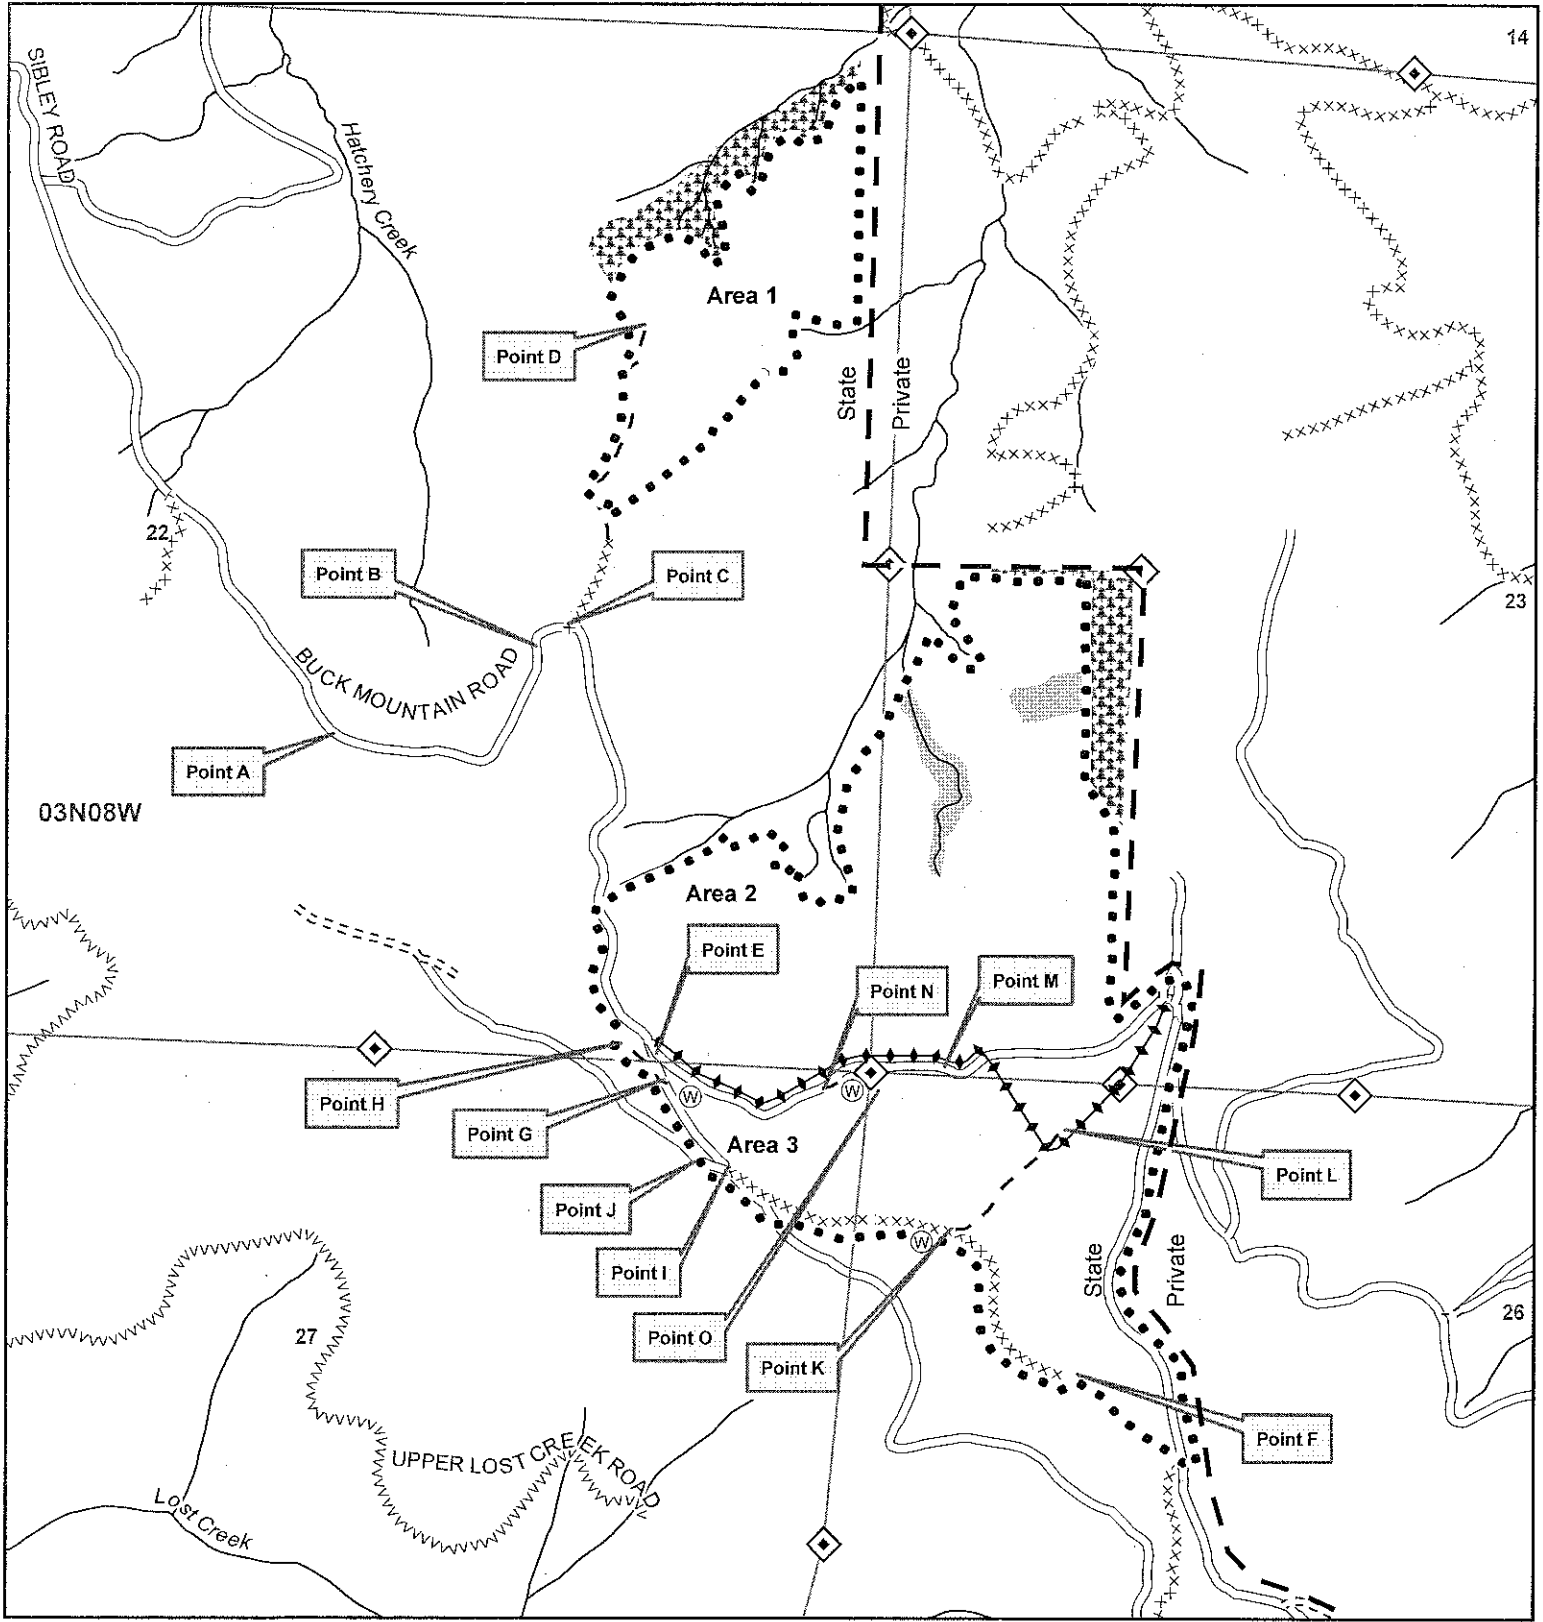 14
SIBLEY ROAD
Hatchery Creek
Area 1
Point D
State
Private
22
Point B
Point C
23
BUCK MOUNTAIN ROAD
Point A
03N08W
Area 2
Point E
Point N
Point M
W
W
Point H
Point G
Area 3
Point L
Point J
W
Point I
State
Private
27
Point O
26
Point K
Point F
UPPER LOST CREEK ROAD
Lost Creek